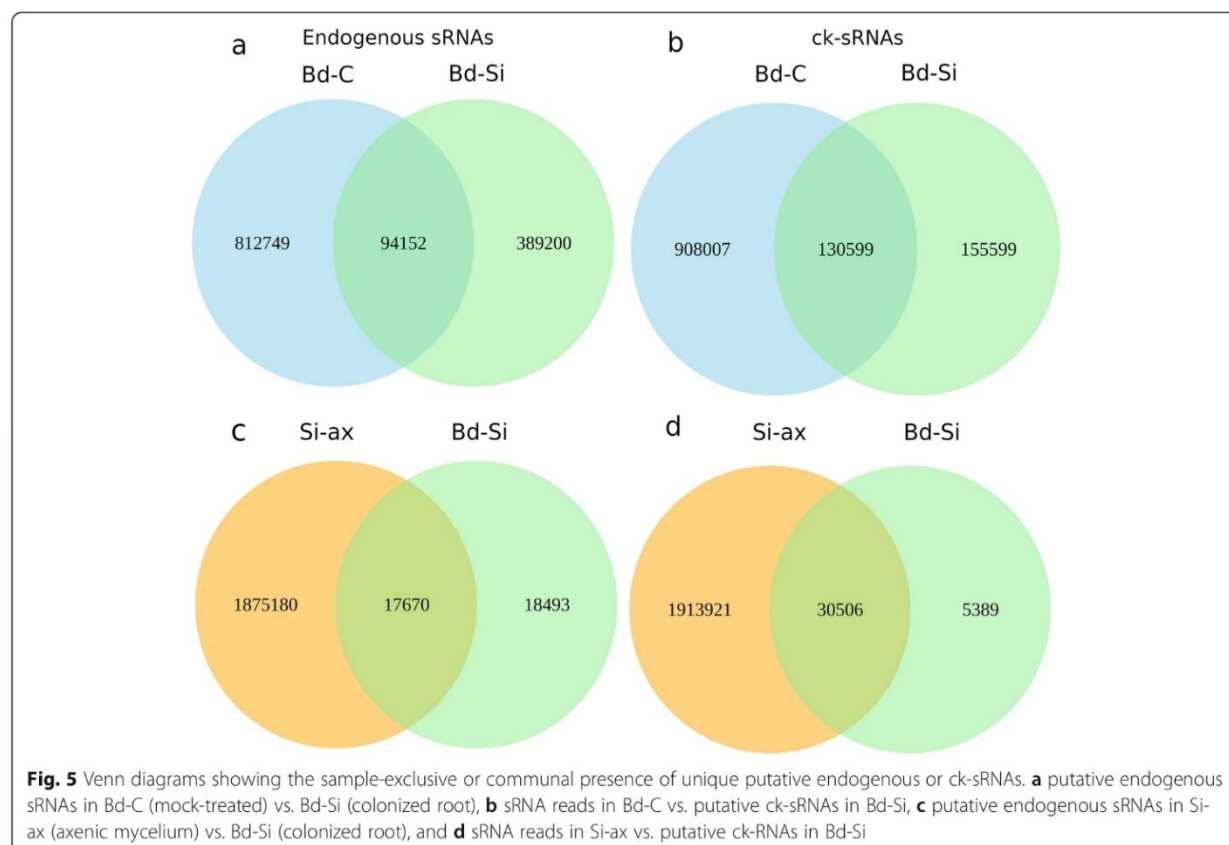 a Endogenous sRNAs
Bd-C Bd-Si
812749 94152 389200
b ck-sRNAs
Bd-C Bd-Si
908007 130599 155599
c Si-ax Bd-Si
1875180 17670 18493
d Si-ax Bd-Si
1913921 30506 5389
Fig. 5 Venn diagrams showing the sample-exclusive or communal presence of unique putative endogenous or ck-sRNAs. a putative endogenous
sRNAs in Bd-C (mock-treated) vs. Bd-Si (colonized root), b sRNA reads in Bd-C vs. putative ck-sRNAs in Bd-Si, c putative endogenous sRNAs in Si-
ax (axenic mycelium) vs. Bd-Si (colonized root), and d sRNA reads in Si-ax vs. putative ck-RNAs in Bd-Si